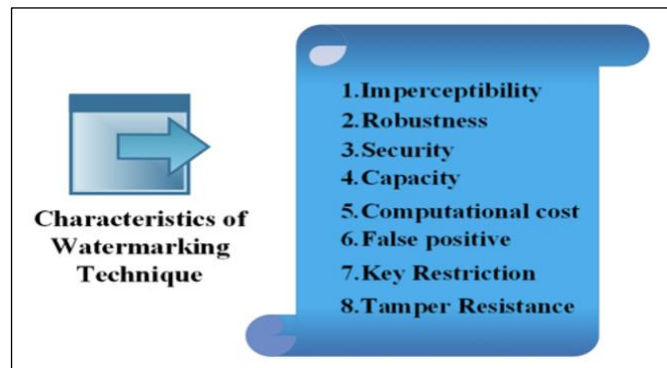 Characteristics of
Watermarking
Technique
1.Imperceptibility
2.Robustness
3.Security
4.Capacity
5.Computational cost
6.False positive
7.Key Restriction
8.Tamper Resistance